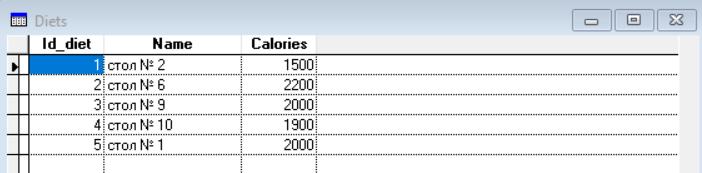 Diets
Id_diet Name Calories
1 стол № 2 1500
2 стол № 6 2200
3 стол № 9 2000
4 стол № 10 1900
5 стол № 1 2000